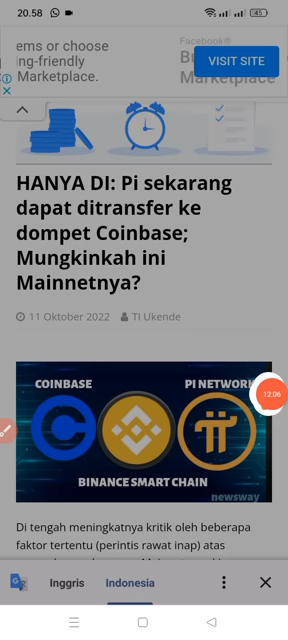 20.58
45
ems or choose
ing-friendly
Marketplace.
Facebook®
Marketplace
VISIT SITE
HANYA DI: Pi sekarang
dapat ditransfer ke
dompet Coinbase;
Mungkinkah ini
Mainnetnya?
11 Oktober 2022 TI Ukende
COINBASE PI NETWORK
12:06
BINANCE SMART CHAIN
newsway
Di tengah meningkatnya kritik oleh beberapa
faktor tertentu (perintis rawat inap) atas
Inggris Indonesia